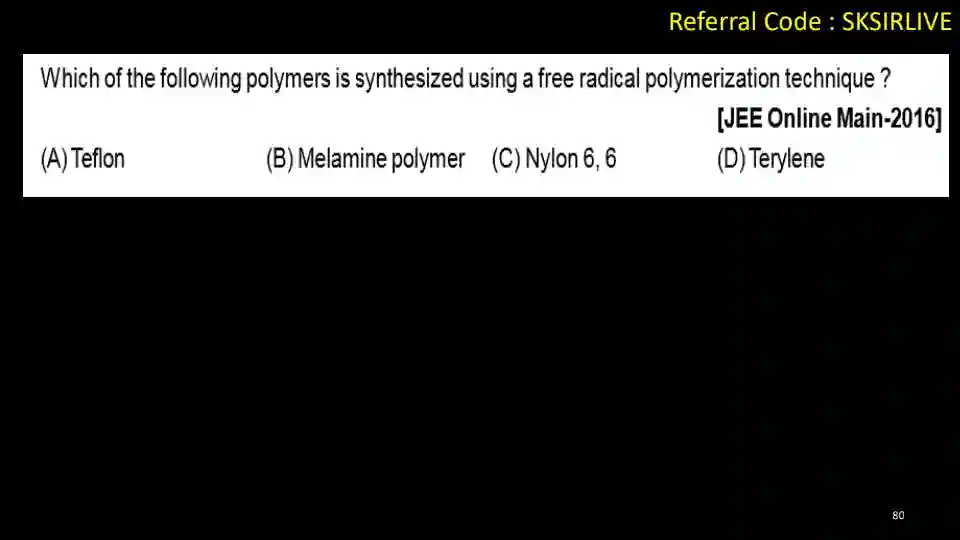 Referral Code : SKSIRLIVE
Which of the following polymers is synthesized using a free radical polymerization technique ?
[JEE Online Main-2016]
(A) Teflon (B) Melamine polymer (C) Nylon 6, 6 (D) Terylene
80